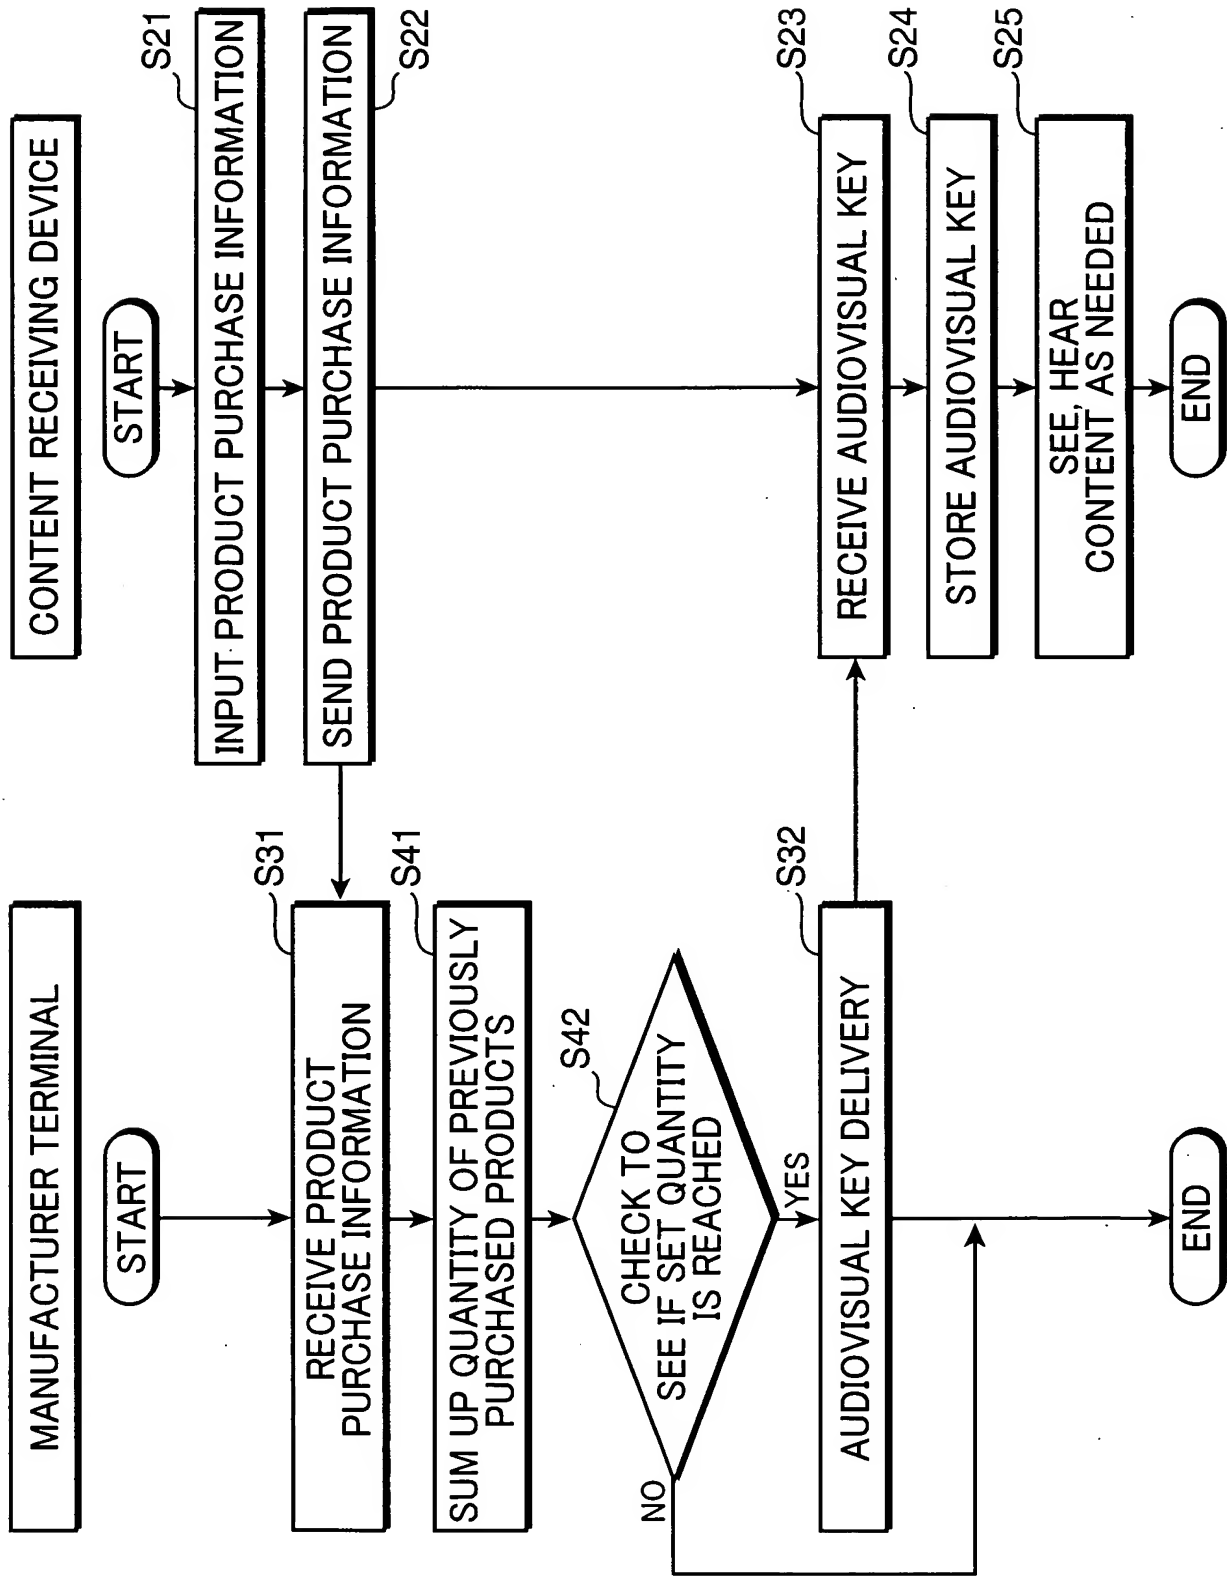 MANUFACTURER TERMINAL
START
S31
RECEIVE PRODUCT
PURCHASE INFORMATION
S41
SUM UP QUANTITY OF PREVIOUSLY
PURCHASED PRODUCTS
S42
CHECK TO
SEE IF SET QUANTITY
IS REACHED
NO
YES
S32
AUDIOVISUAL KEY DELIVERY
END
CONTENT RECEIVING DEVICE
START
S21
INPUT PRODUCT PURCHASE INFORMATION
S22
SEND PRODUCT PURCHASE INFORMATION
S23
RECEIVE AUDIOVISUAL KEY
S24
STORE AUDIOVISUAL KEY
S25
SEE, HEAR
CONTENT AS NEEDED
END